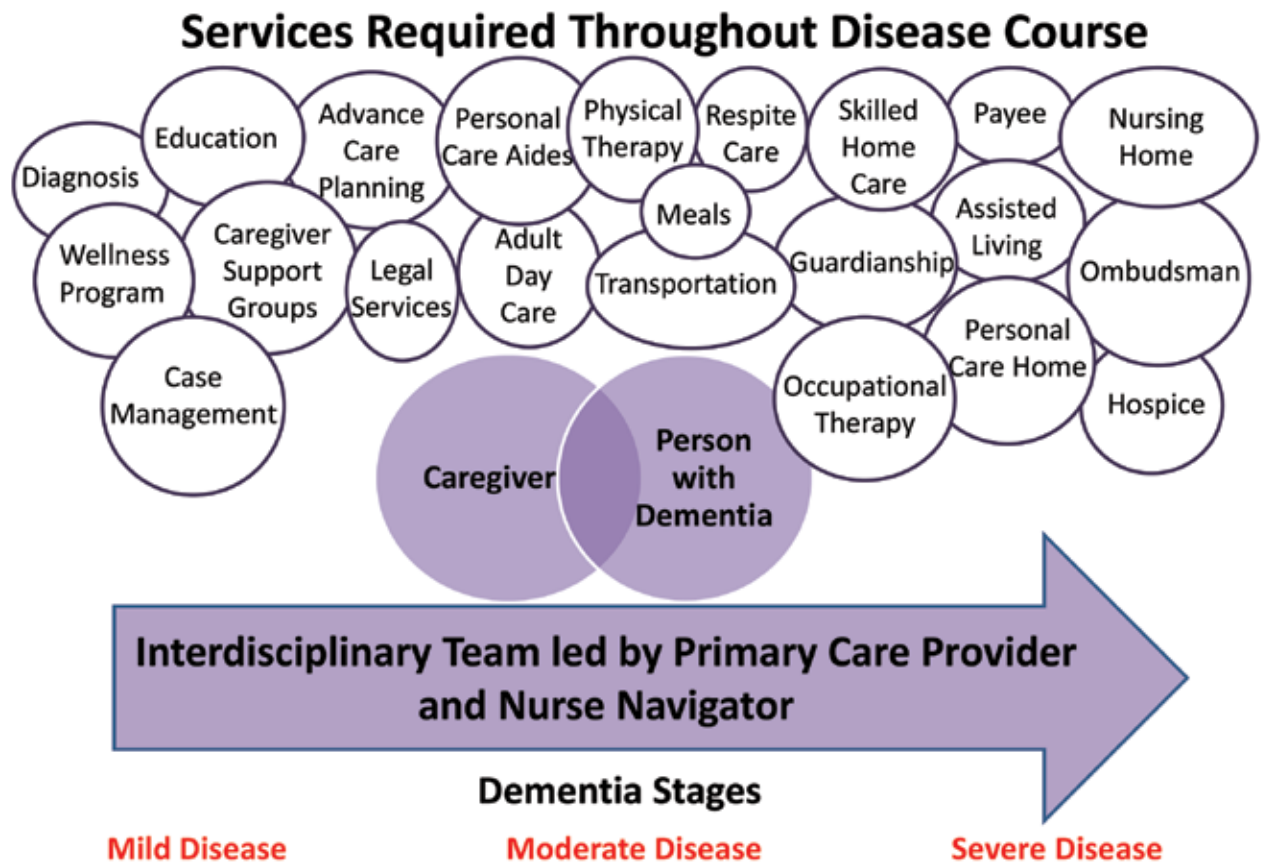 Services Required Throughout Disease Course
Diagnosis
Education
Advance
Care
Planning
Personal
Care Aides
Physical
Therapy
Respite
Care
Skilled
Home
Care
Payee
Nursing
Home
Wellness
Program
Caregiver
Support
Groups
Legal
Services
Adult
Day
Care
Meals
Transportation
Guardianship
Assisted
Living
Ombudsman
Case
Management
Occupational
Therapy
Personal
Care Home
Hospice
Caregiver
Person
with
Dementia
Interdisciplinary Team led by Primary Care Provider
and Nurse Navigator
Dementia Stages
Mild Disease
Moderate Disease
Severe Disease